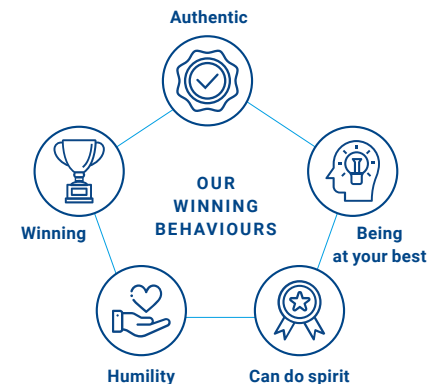 Authentic
OUR
WINNING
BEHAVIOURS
Winning
Being
at your best
Humility
Can do spirit